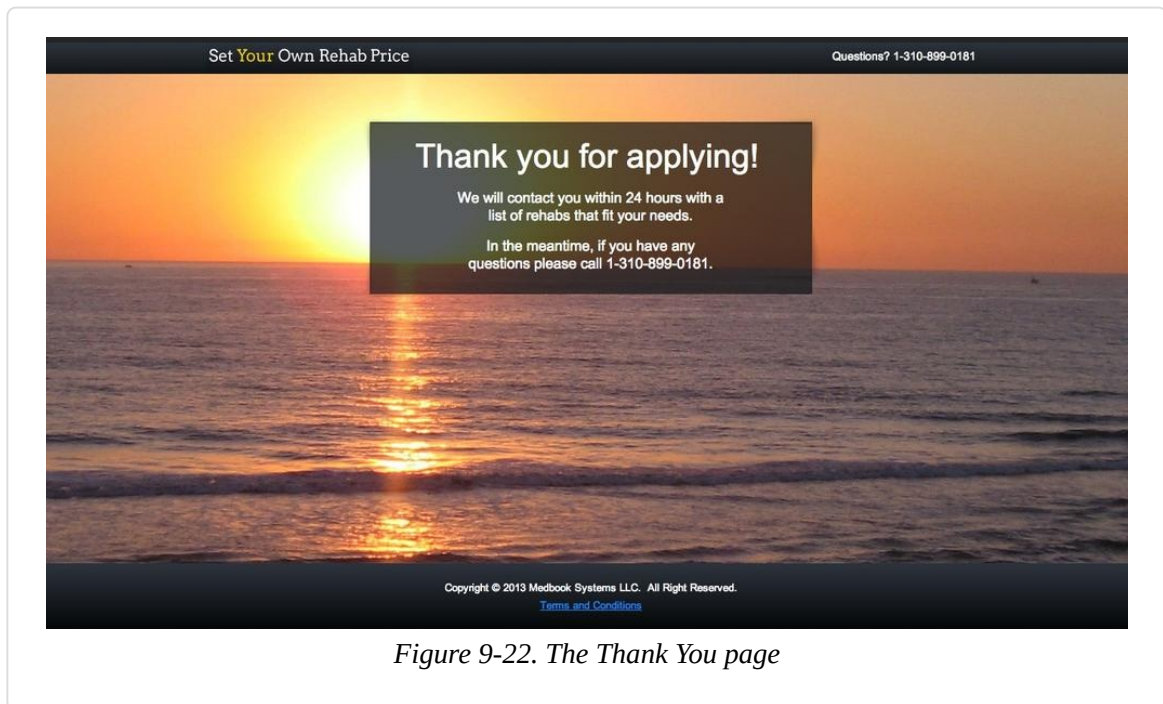 Set Your Own Rehab Price
Questions? 1-310-899-0181
Thank you for applying!
We will contact you within 24 hours with a
list of rehabs that fit your needs.
In the meantime, if you have any
questions please call 1-310-899-0181.
Copyright © 2013 Medbook Systems LLC. All Right Reserved.
Terms and Conditions
Figure 9-22. The Thank You page